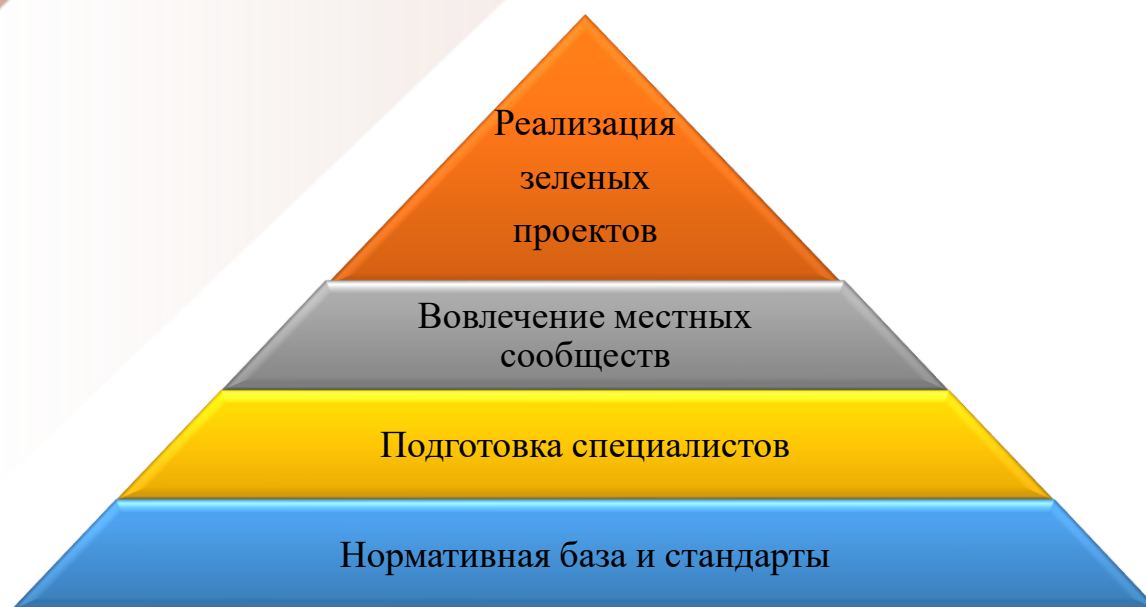 Реализация
зеленых
проектов
Вовлечение местных
сообществ
Подготовка специалистов
Нормативная база и стандарты